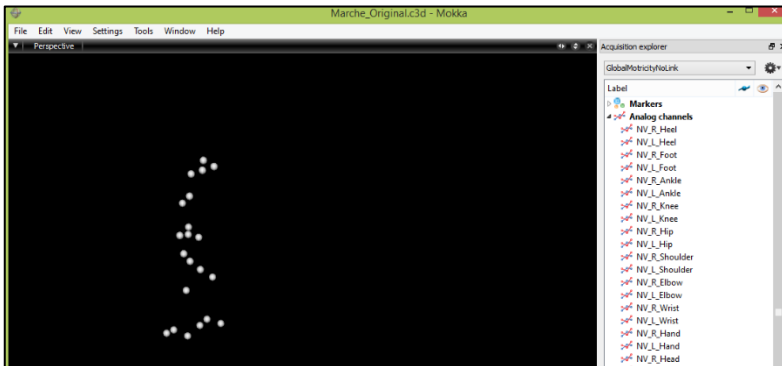 Marche_Original.c3d - Mokka
File Edit View Settings Tools Window Help
Perspective
Acquisition explorer
GlobalMotricityNoLink
Label
Markers
Analog channels
NV_R_Heel
NV_L_Heel
NV_R_Foot
NV_L_Foot
NV_R_Ankle
NV_L_Ankle
NV_R_Knee
NV_L_Knee
NV_R_Hip
NV_L_Hip
NV_R_Shoulder
NV_L_Shoulder
NV_R_Elbow
NV_L_Elbow
NV_R_Wrist
NV_L_Wrist
NV_R_Hand
NV_L_Hand
NV_R_Head